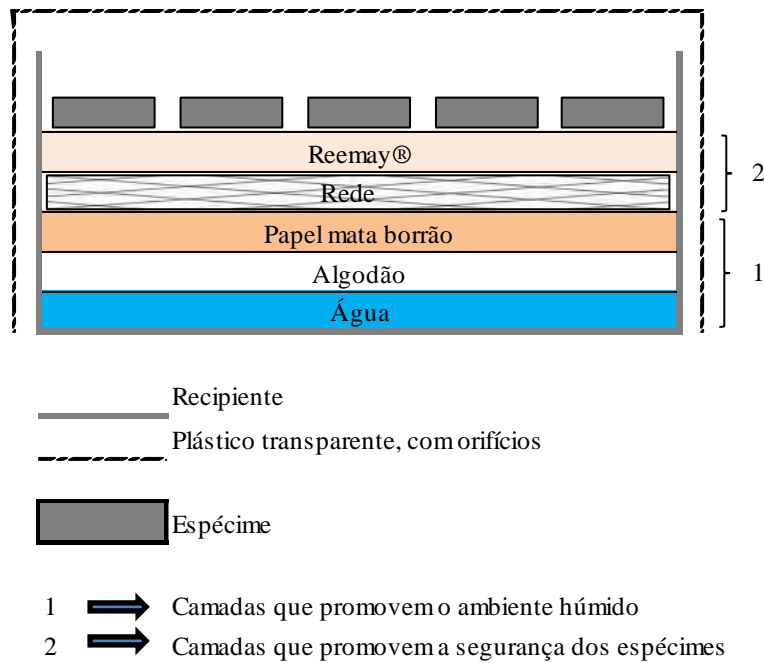 Reemay®
2
Rede
Papel mata borrão
1
Algodão
Água
Recipiente
Plástico transparente, com orifícios
Espécime
1 Camadas que promovem o ambiente húmido
2 Camadas que promovem a segurança dos espécimes